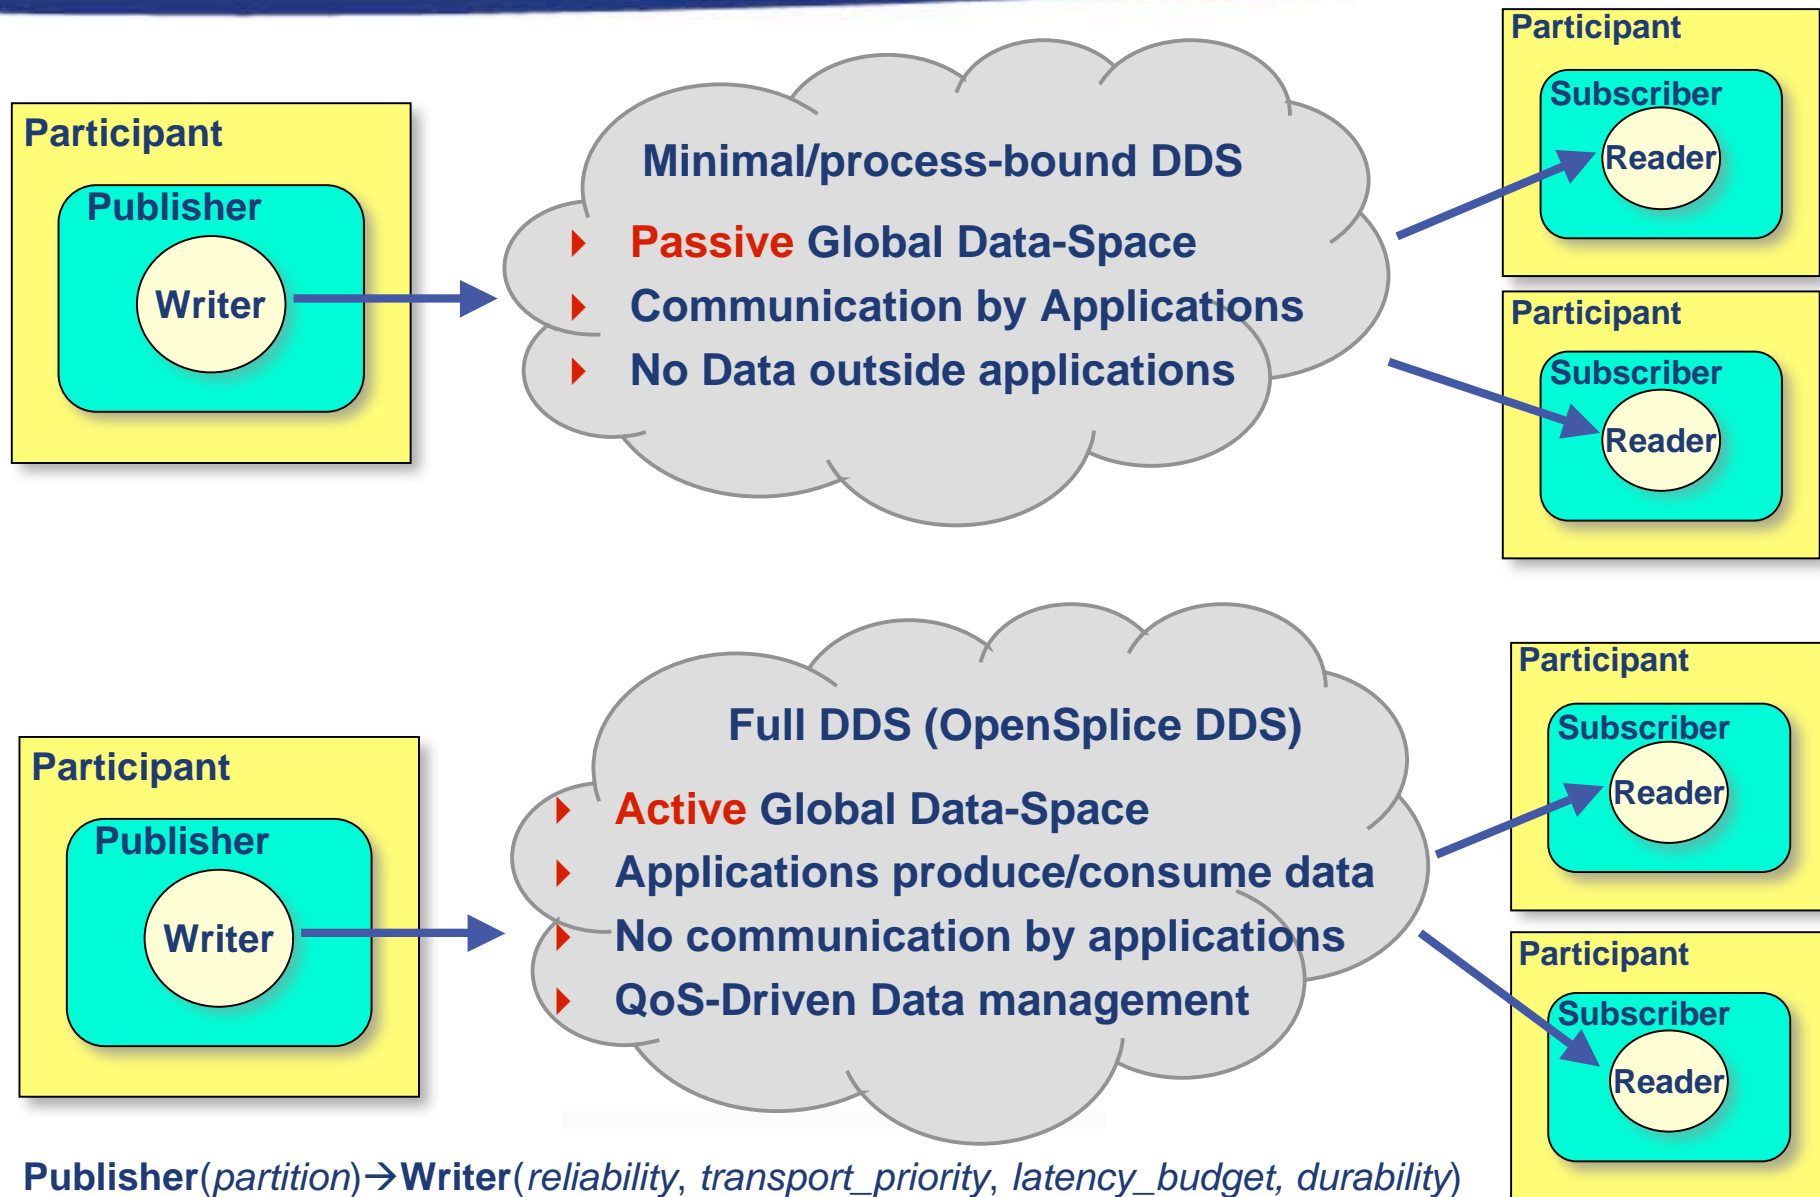 Participant
Publisher
Writer
Minimal/process-bound DDS
Passive Global Data-Space
Communication by Applications
No Data outside applications
Participant
Subscriber
Reader
Participant
Subscriber
Reader
Participant
Publisher
Writer
Full DDS (OpenSplice DDS)
Active Global Data-Space
Applications produce/consume data
No communication by applications
QoS-Driven Data management
Participant
Subscriber
Reader
Participant
Subscriber
Reader
Publisher(partition)→Writer(reliability, transport_priority, latency_budget, durability)